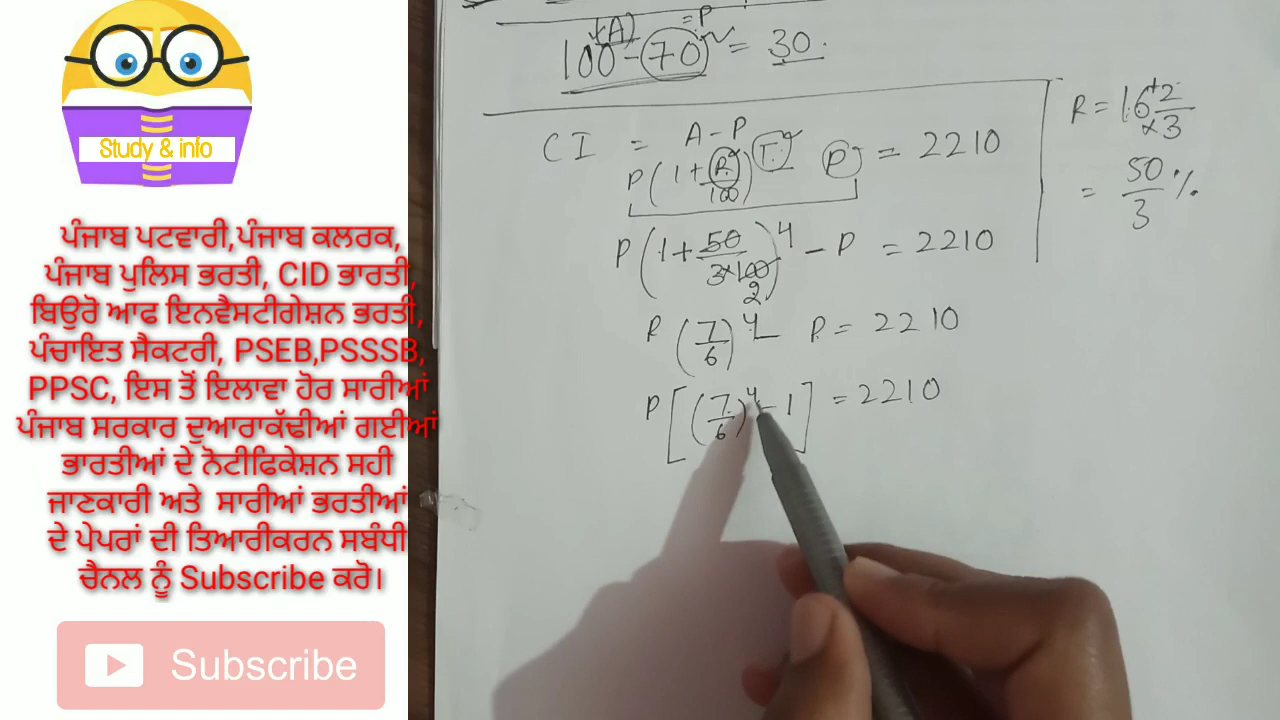 Study & info
ਪੰਜਾਬ ਪਟਵਾਰੀ,ਪੰਜਾਬ ਕਲਰਕ,
ਪੰਜਾਬ ਪੁਲਿਸ ਭਰਤੀ, CID ਭਾਰਤੀ,
ਬਿਊਰੋ ਆਫ ਇਨਵੈਸਟੀਗੇਸ਼ਨ ਭਰਤੀ,
ਪੰਚਾਇਤ ਸੈਕਟਰੀ, PSEB,PSSSB,
PPSC, ਇਸ ਤੋਂ ਇਲਾਵਾ ਹੋਰ ਸਾਰੀਆਂ
ਪੰਜਾਬ ਸਰਕਾਰ ਦੁਆਰਾਕੱਢੀਆਂ ਗਈਆਂ
ਭਾਰਤੀਆਂ ਦੇ ਨੋਟੀਫਿਕੇਸ਼ਨ ਸਹੀ
ਜਾਣਕਾਰੀ ਅਤੇ ਸਾਰੀਆਂ ਭਰਤੀਆਂ
ਦੇ ਪੇਪਰਾਂ ਦੀ ਤਿਆਰੀਕਰਨ ਸਬੰਧੀ
ਚੈਨਲ ਨੂੰ Subscribe ਕਰੋ।
Subscribe
(A) =P
100 - 70 = 30.
CI = A - P
P(1+R/100)^T - P = 2210
P(1+50/3×100)^4 - P = 2210
2
P(7/6)^4 - P = 2210
P[(7/6)^4 - 1] = 2210
R = 16 2/3
= 50/3 %